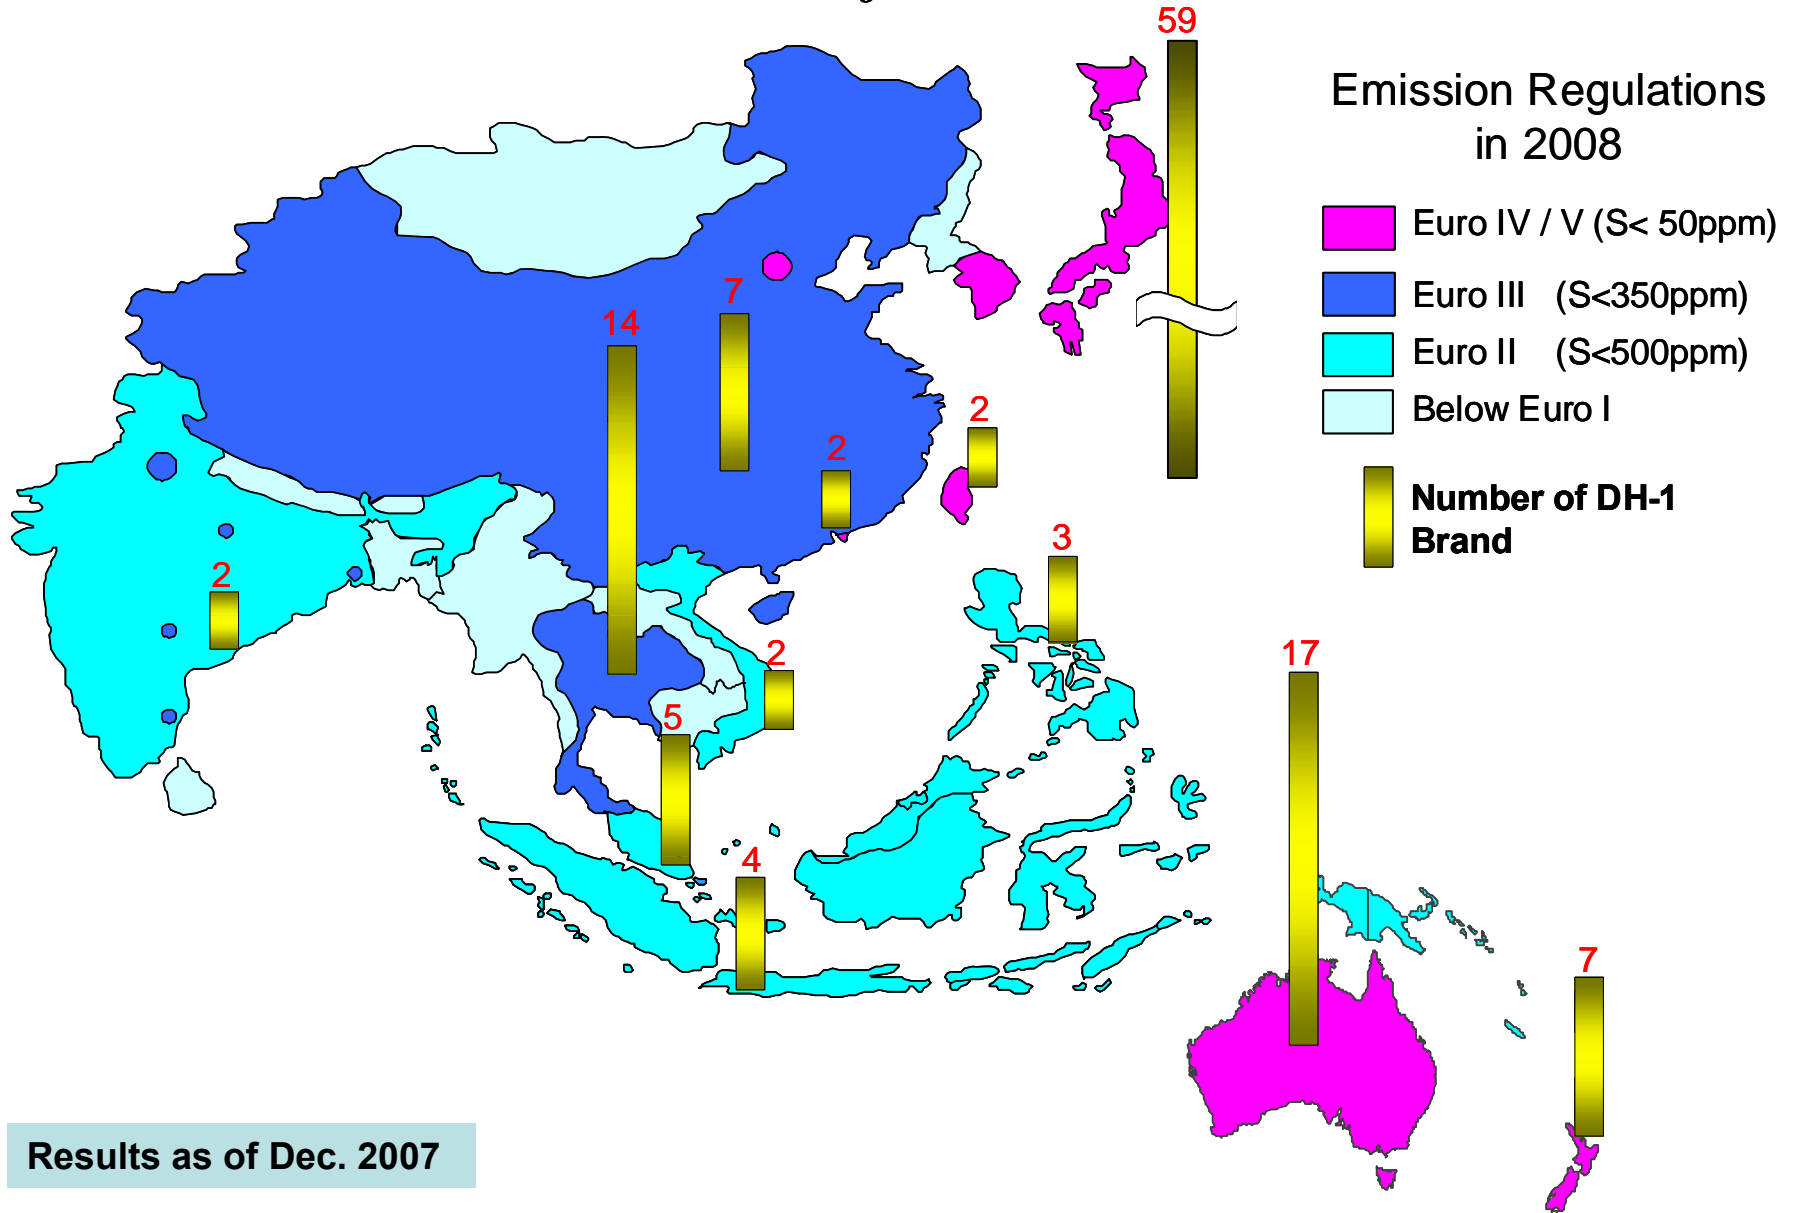 59
Emission Regulations
in 2008
Euro IV / V (S< 50ppm)
Euro III (S<350ppm)
Euro II (S<500ppm)
Below Euro I
Number of DH-1
Brand
7
14
2
2
3
2
2
17
5
4
7
Results as of Dec. 2007